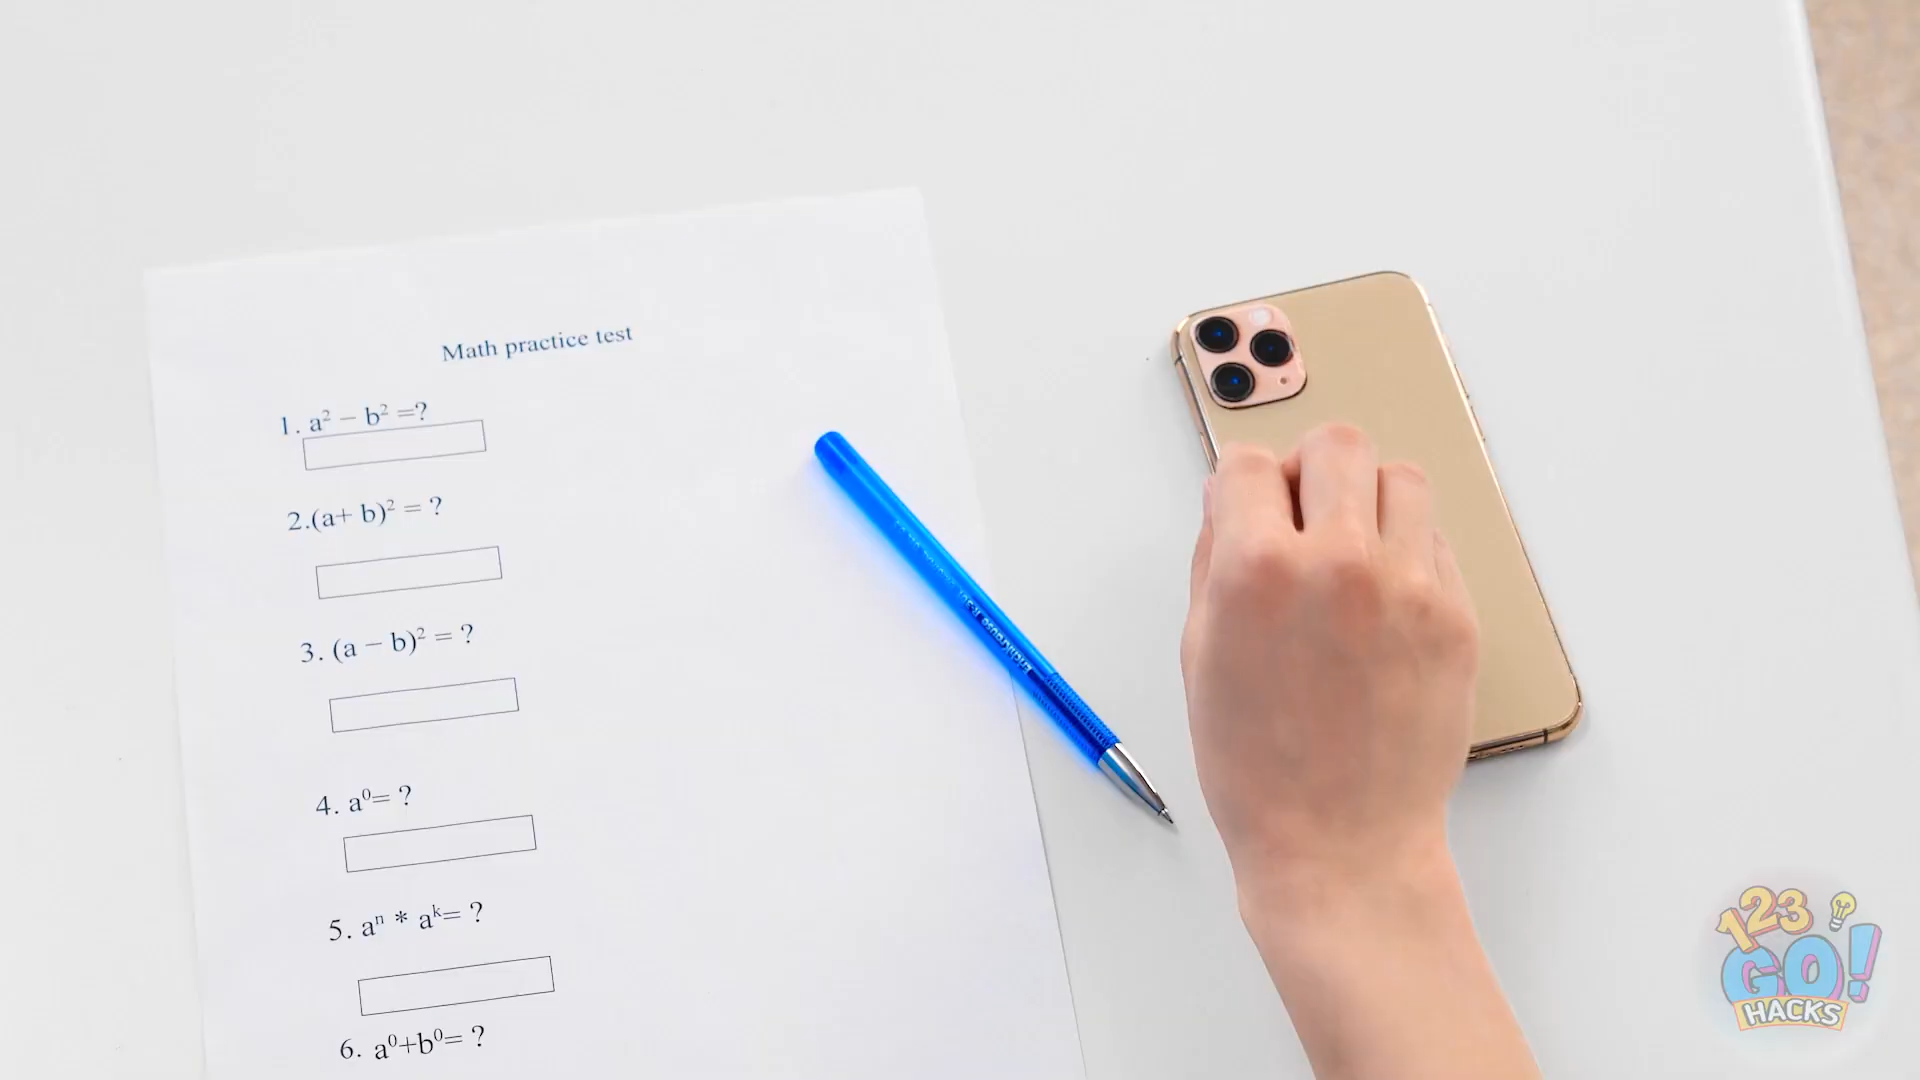 Math practice test
1. a² − b² =?
2.(a+ b)² = ?
3. (a − b)² = ?
4. a⁰= ?
5. aⁿ * aᵏ= ?
6. a⁰+b⁰= ?
123
GO!
HACKS